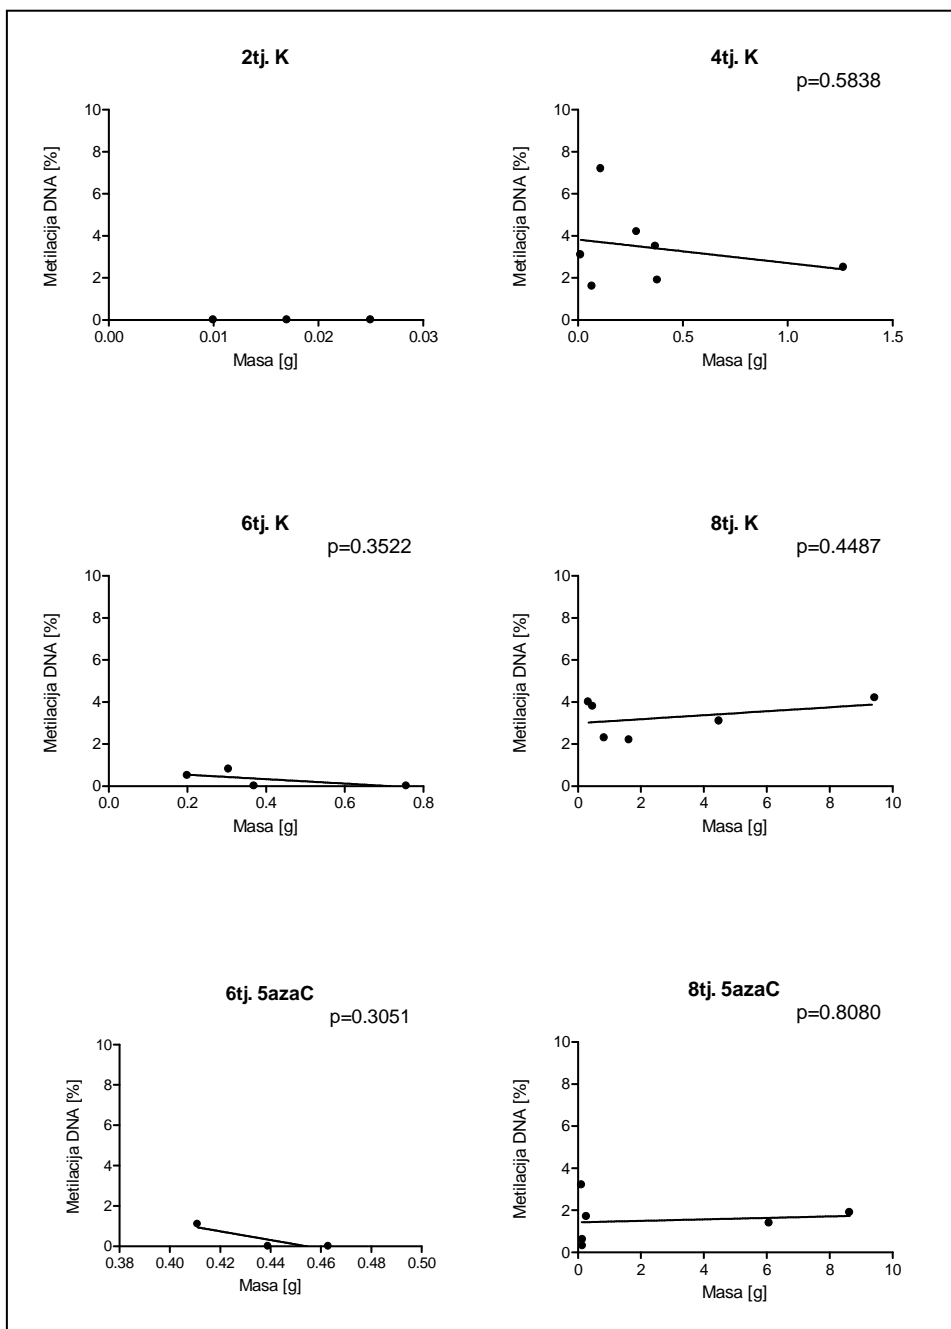 2tj. K
Metilacija DNA [%]
10
8
6
4
2
0
0.00 0.01 0.02 0.03
Masa [g]
4tj. K
p=0.5838
Metilacija DNA [%]
10
8
6
4
2
0
0.0 0.5 1.0 1.5
Masa [g]
6tj. K
p=0.3522
Metilacija DNA [%]
10
8
6
4
2
0
0.0 0.2 0.4 0.6 0.8
Masa [g]
8tj. K
p=0.4487
Metilacija DNA [%]
10
8
6
4
2
0
0 2 4 6 8 10
Masa [g]
6tj. 5azaC
p=0.3051
Metilacija DNA [%]
10
8
6
4
2
0
0.38 0.40 0.42 0.44 0.46 0.48 0.50
Masa [g]
8tj. 5azaC
p=0.8080
Metilacija DNA [%]
10
8
6
4
2
0
0 2 4 6 8 10
Masa [g]